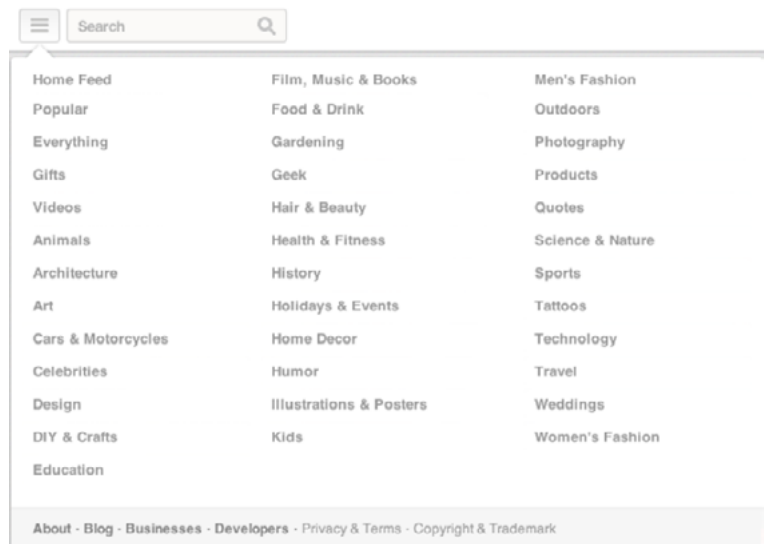 Search
Home Feed
Popular
Everything
Gifts
Videos
Animals
Architecture
Art
Cars & Motorcycles
Celebrities
Design
DIY & Crafts
Education
Film, Music & Books
Food & Drink
Gardening
Geek
Hair & Beauty
Health & Fitness
History
Holidays & Events
Home Decor
Humor
Illustrations & Posters
Kids
Men's Fashion
Outdoors
Photography
Products
Quotes
Science & Nature
Sports
Tattoos
Technology
Travel
Weddings
Women's Fashion
About · Blog · Businesses · Developers · Privacy & Terms · Copyright & Trademark